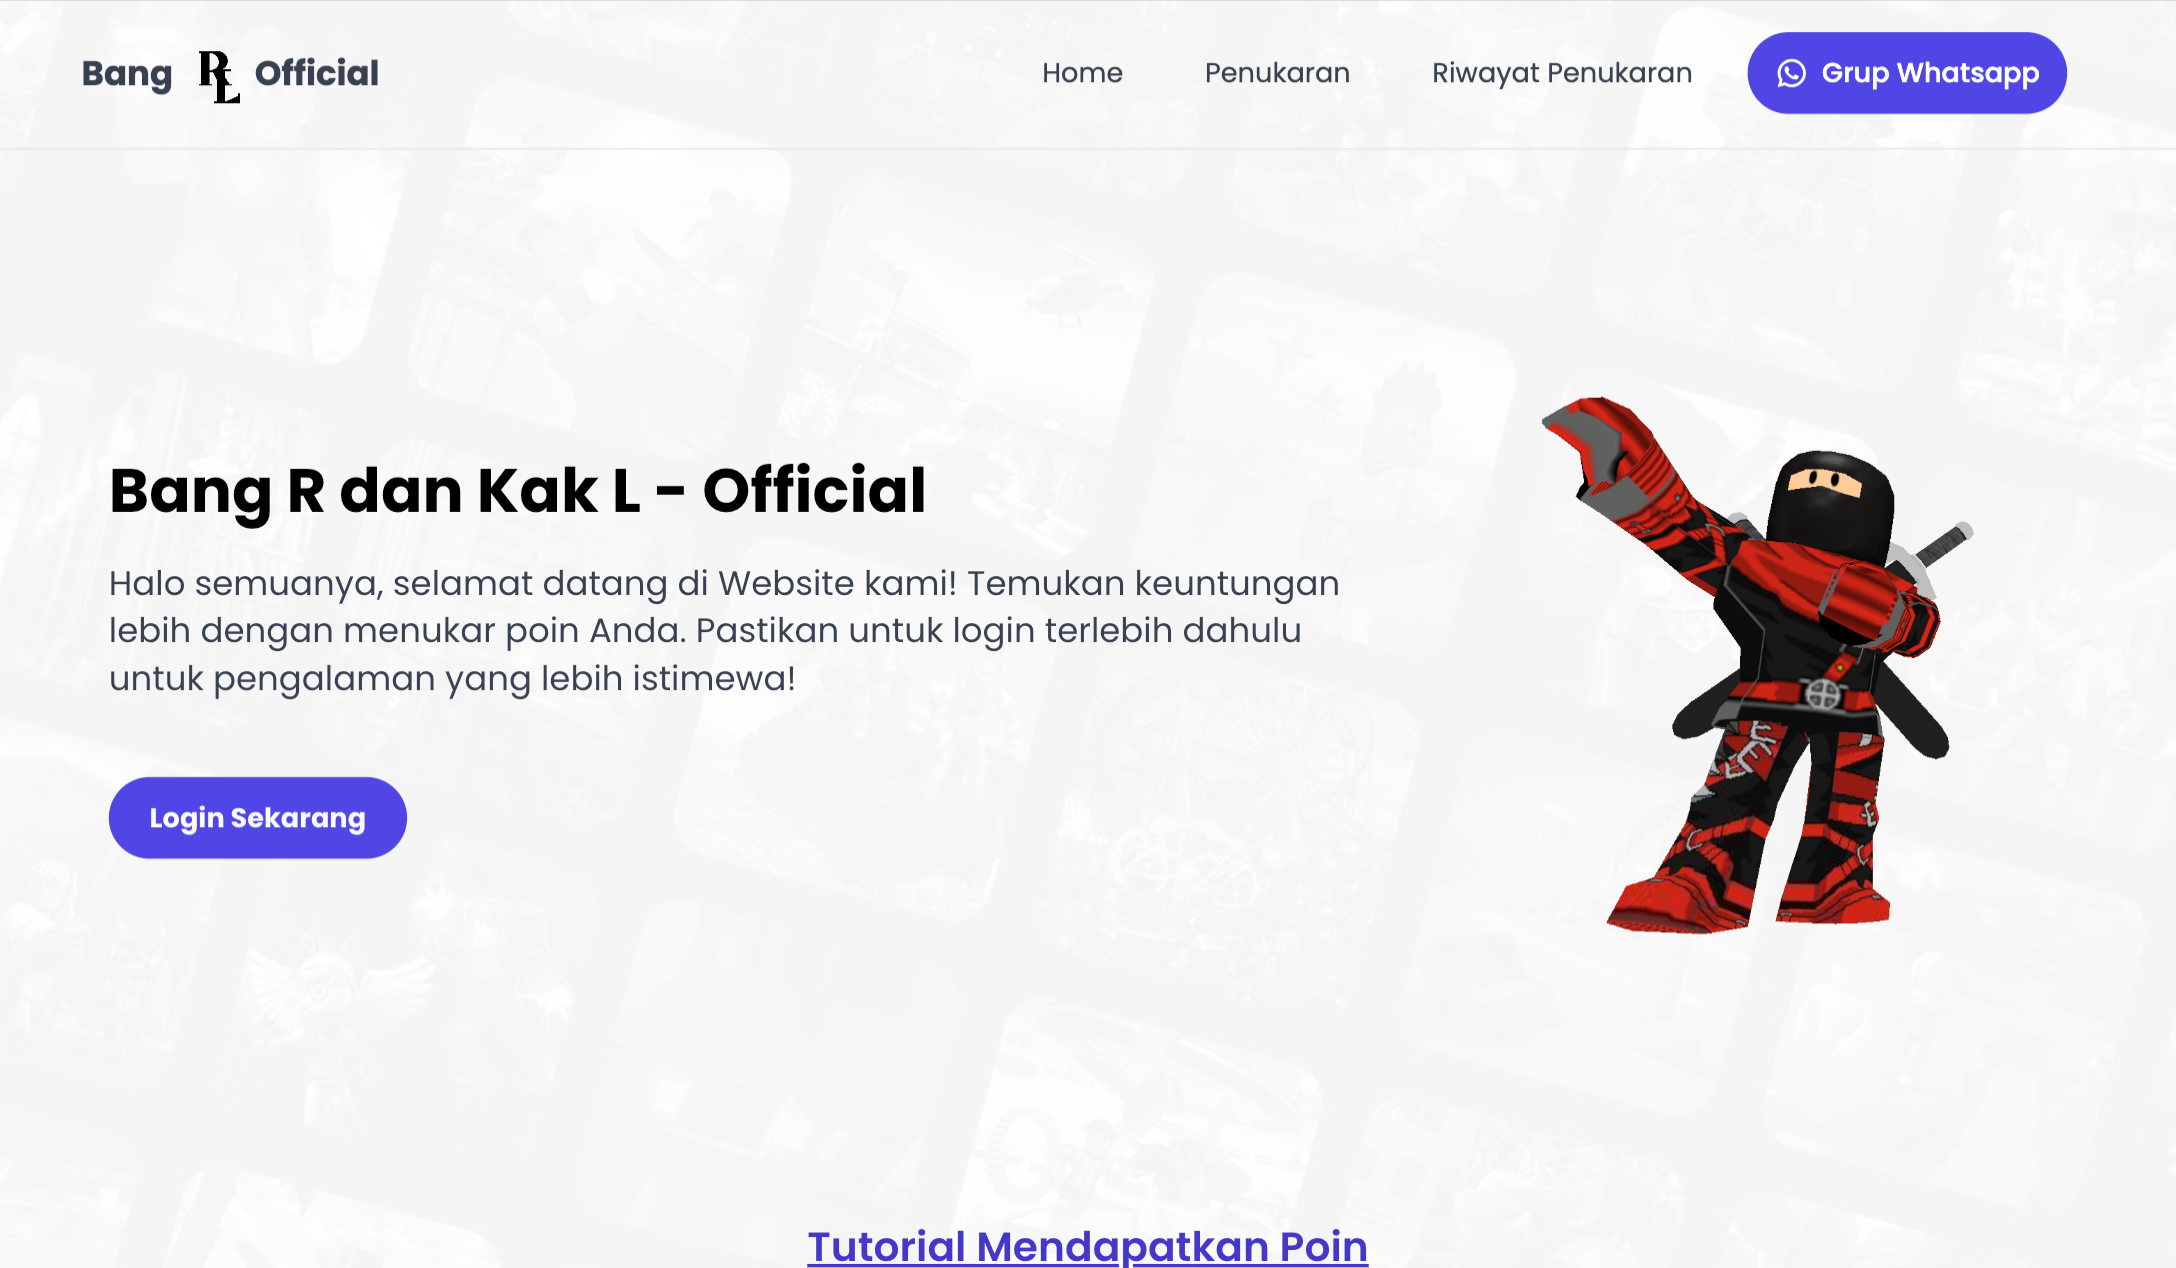 Bang RL Official
Home
Penukaran
Riwayat Penukaran
Grup Whatsapp
Bang R dan Kak L - Official
Halo semuanya, selamat datang di Website kami! Temukan keuntungan
lebih dengan menukar poin Anda. Pastikan untuk login terlebih dahulu
untuk pengalaman yang lebih istimewa!
Login Sekarang
Tutorial Mendapatkan Poin